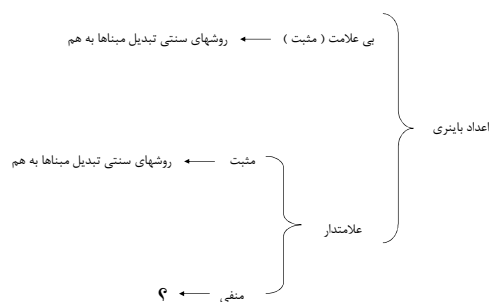 بی علامت ( مثبت ) ← روشهای سنتی تبدیل مبناها به هم
اعداد باینری
مثبت ← روشهای سنتی تبدیل مبناها به هم
علامتدار
منفی ← ؟